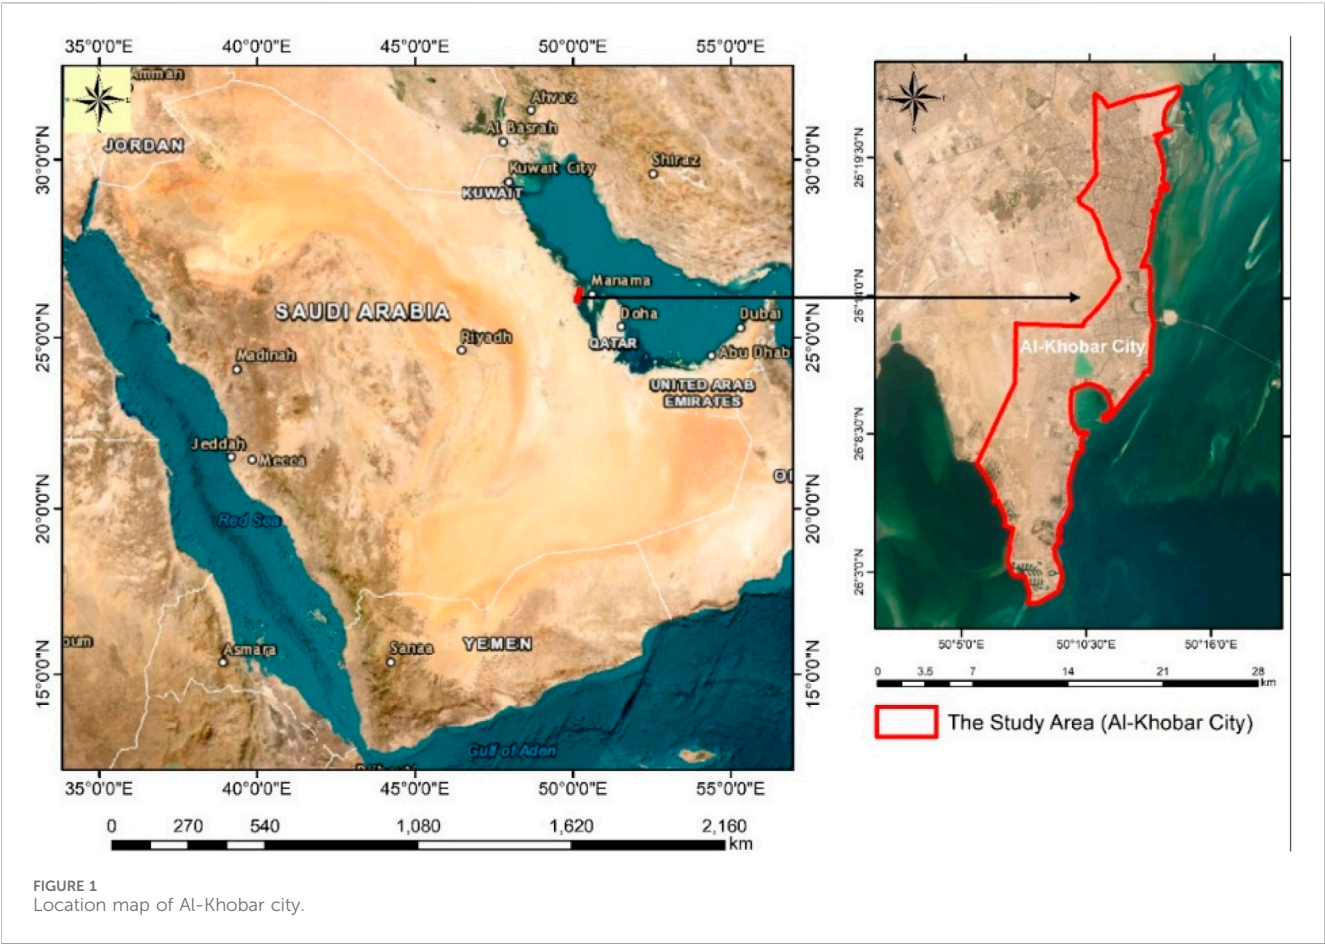 35°0'0"E 40°0'0"E 45°0'0"E 50°0'0"E 55°0'0"E
Amman
JORDAN
Ahvaz
Al Basrah
Kuwait City
KUWAIT
Shiraz
30°0'0"N
30°0'0"N
Manama
SAUDI ARABIA
Doha
Dubai
Riyadh
QATAR
Abu Dhab
25°0'0"N
25°0'0"N
Madinah
UNITED ARAB
EMIRATES
Jeddah
Mecca
Red Sea
20°0'0"N
20°0'0"N
oum
Asmara
Sanaa
YEMEN
15°0'0"N
15°0'0"N
Gulf of Aden
35°0'0"E 40°0'0"E 45°0'0"E 50°0'0"E 55°0'0"E
0 270 540 1,080 1,620 2,160
km
26°19'30"N
26°14'0"N
Al-Khobar City
26°8'30"N
26°3'0"N
50°5'0"E 50°10'30"E 50°16'0"E
0 3.5 7 14 21 28
km
The Study Area (Al-Khobar City)
FIGURE 1
Location map of Al-Khobar city.